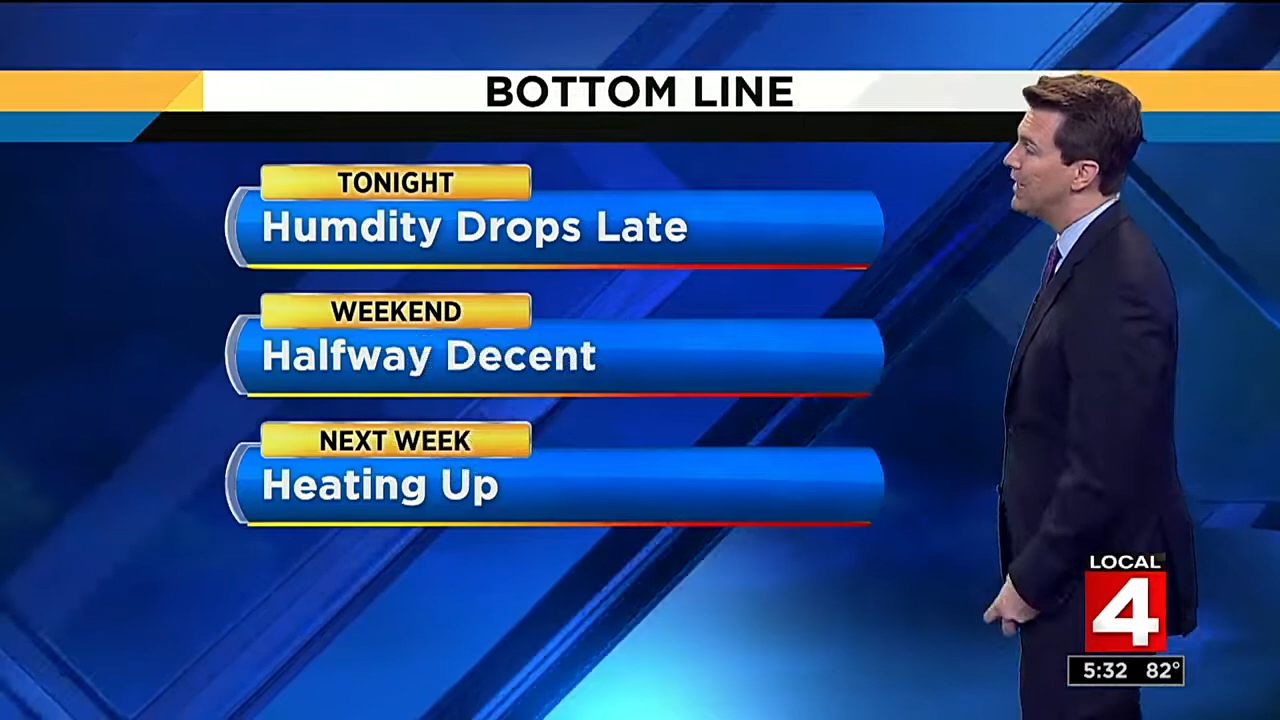 BOTTOM LINE
TONIGHT
Humdity Drops Late
WEEKEND
Halfway Decent
NEXT WEEK
Heating Up
LOCAL
4
5:32 82°